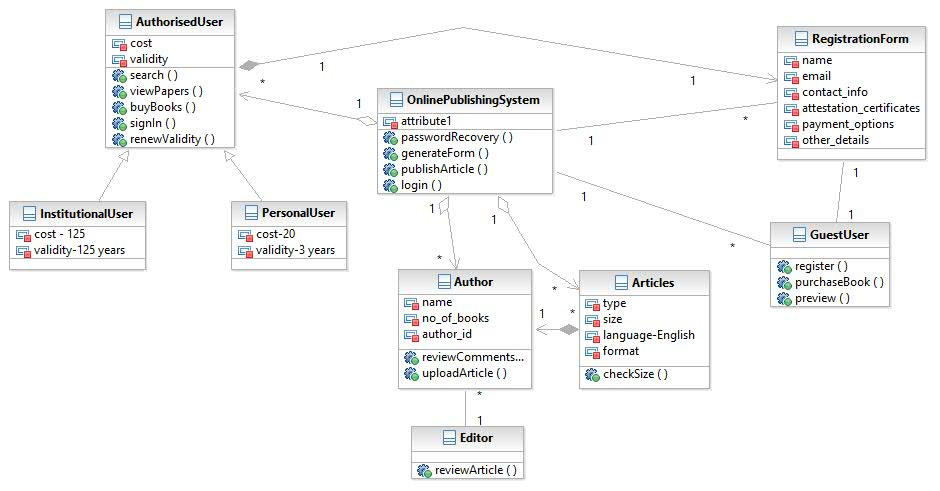 AuthorisedUser
cost
validity
search ( )
viewPapers ( )
buyBooks ( )
signIn ( )
renewValidity ( )
1
1
*
1
RegistrationForm
name
email
contact_info
attestation_certificates
payment_options
other_details
OnlinePublishingSystem
attribute1
passwordRecovery ( )
generateForm ( )
publishArticle ( )
login ( )
1
*
1
*
1
1
InstitutionalUser
cost - 125
validity-125 years
PersonalUser
cost-20
validity-3 years
GuestUser
register ( )
purchaseBook ( )
preview ( )
1
*
1
*
Author
name
no_of_books
author_id
reviewComments...
uploadArticle ( )
1
*
Articles
type
size
language-English
format
checkSize ( )
*
1
Editor
reviewArticle ( )